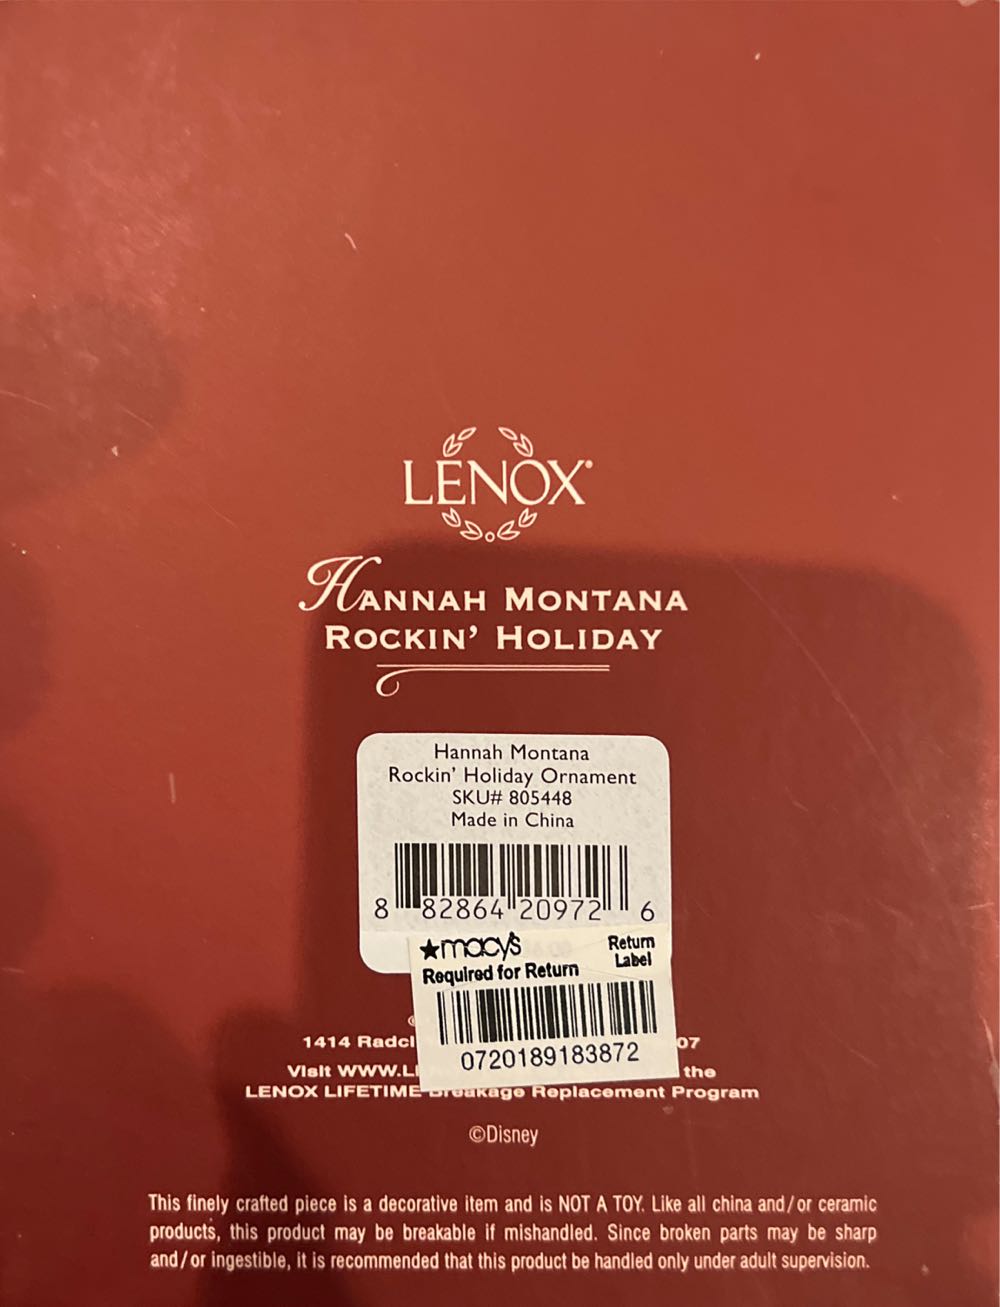 LENOX®
HANNAH MONTANA
ROCKIN' HOLIDAY
Hannah Montana
Rockin' Holiday Ornament
SKU# 805448
Made in China
8 82864 20972 6
macy's Return
Required for Return Label
0720189183872
1414 07
Visit the
LENOX LIFETIME Breakage Replacement Program
©Disney
This finely crafted piece is a decorative item and is NOT A TOY. Like all china and/or ceramic
products, this product may be breakable if mishandled. Since broken parts may be sharp
and/or ingestible, it is recommended that this product be handled only under adult supervision.